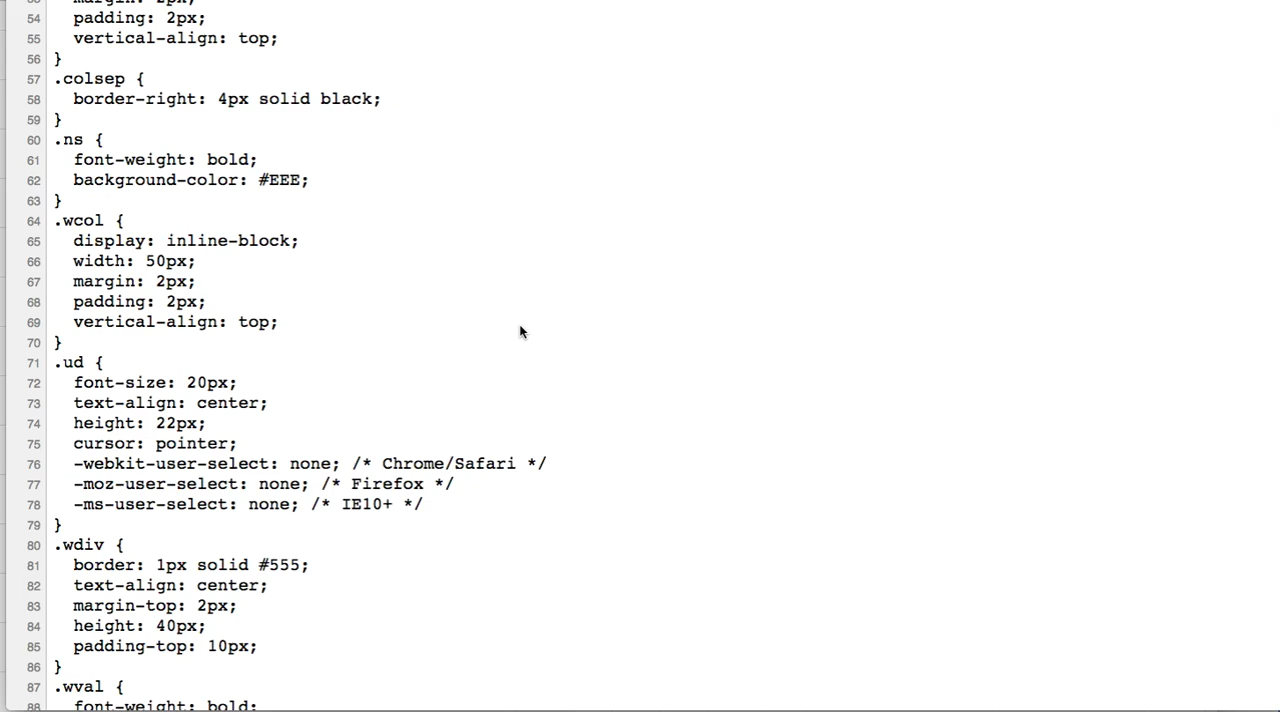 53 margin: 2px;
54 padding: 2px;
55 vertical-align: top;
56 }
57 .colsep {
58 border-right: 4px solid black;
59 }
60 .ns {
61 font-weight: bold;
62 background-color: #EEE;
63 }
64 .wcol {
65 display: inline-block;
66 width: 50px;
67 margin: 2px;
68 padding: 2px;
69 vertical-align: top;
70 }
71 .ud {
72 font-size: 20px;
73 text-align: center;
74 height: 22px;
75 cursor: pointer;
76 -webkit-user-select: none; /* Chrome/Safari */
77 -moz-user-select: none; /* Firefox */
78 -ms-user-select: none; /* IE10+ */
79 }
80 .wdiv {
81 border: 1px solid #555;
82 text-align: center;
83 margin-top: 2px;
84 height: 40px;
85 padding-top: 10px;
86 }
87 .wval {
88 font-weight: bold;